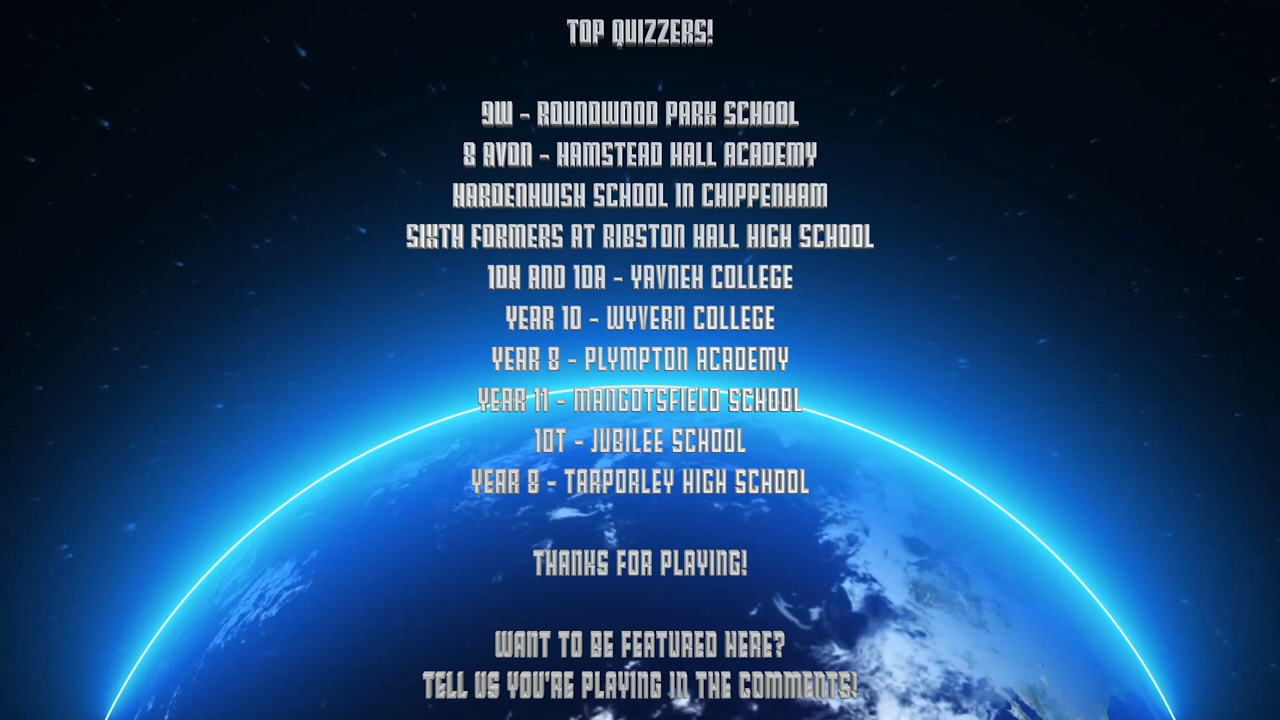 TOP QUIZZERS!
9W - ROUNDWOOD PARK SCHOOL
8 AVON - HAMSTEAD HALL ACADEMY
HARDENHUISH SCHOOL IN CHIPPENHAM
SIXTH FORMERS AT RIBSTON HALL HIGH SCHOOL
10H AND 10A - YAVNEH COLLEGE
YEAR 10 - WYVERN COLLEGE
YEAR 8 - PLYMPTON ACADEMY
YEAR 11 - MANGOTSFIELD SCHOOL
10T - JUBILEE SCHOOL
YEAR 8 - TARPORLEY HIGH SCHOOL
THANKS FOR PLAYING!
WANT TO BE FEATURED HERE?
TELL US YOU'RE PLAYING IN THE COMMENTS!